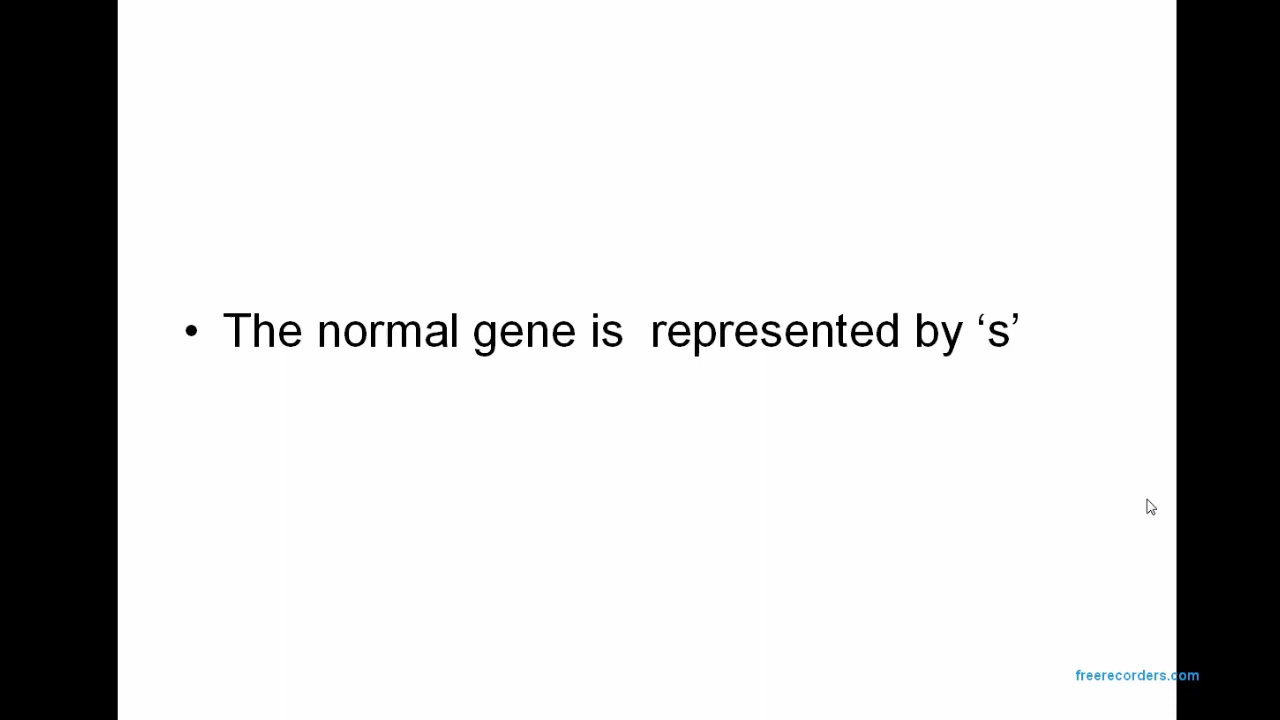 • The normal gene is  represented by ‘s’
freerecorders.com